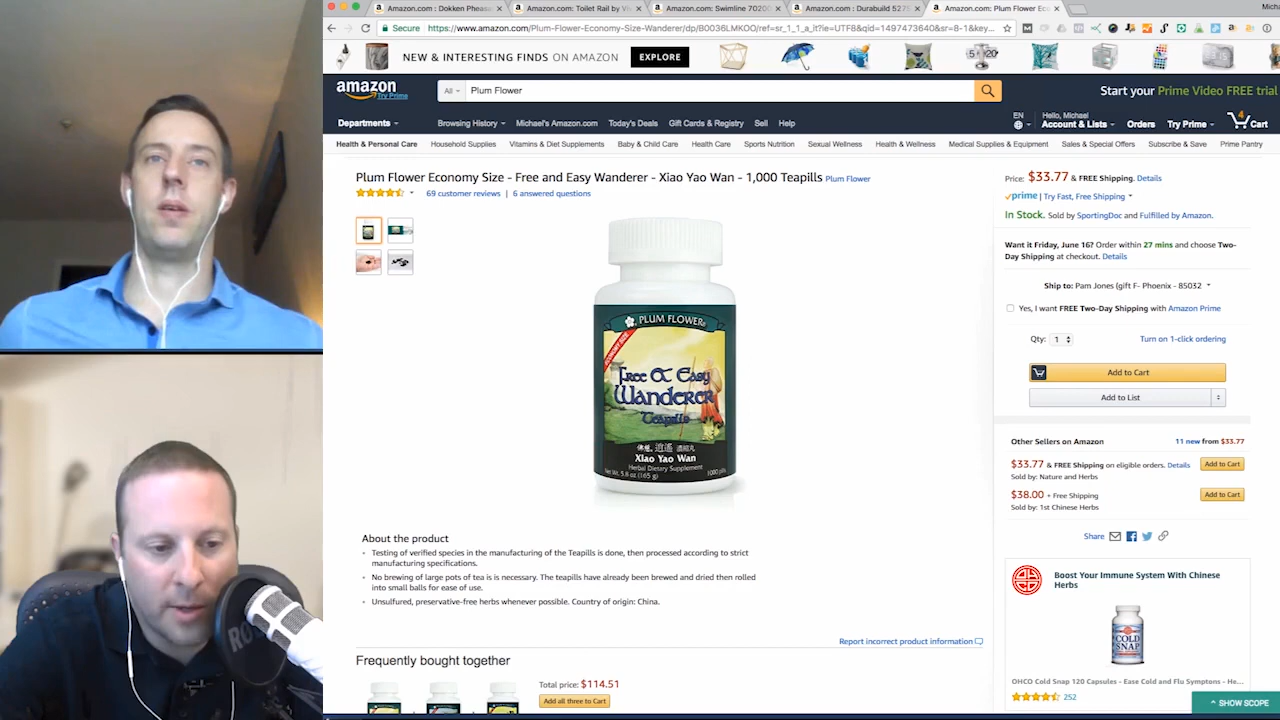 Amazon.com : Dokken Pheasa
Amazon.com: Toilet Rail by Vi
Amazon.com: Swimline 70200
Amazon.com : Durabuild 527
Amazon.com: Plum Flower Ec
Secure
https://www.amazon.com/Plum-Flower-Economy-Size-Wanderer/dp/B0036LMKOO/ref=sr_1_1_a_it?ie=UTF8&qid=1497473640&sr=8-1&key...
NEW & INTERESTING FINDS ON AMAZON
EXPLORE
amazon
Try Prime
All
Plum Flower
Start your Prime Video FREE trial
Departments
Browsing History
Michael's Amazon.com
Today's Deals
Gift Cards & Registry
Sell
Help
EN
Hello, Michael
Account & Lists
Orders
Try Prime
4
Cart
Health & Personal Care
Household Supplies
Vitamins & Diet Supplements
Baby & Child Care
Health Care
Sports Nutrition
Sexual Wellness
Health & Wellness
Medical Supplies & Equipment
Sales & Special Offers
Subscribe & Save
Prime Pantry
Plum Flower Economy Size - Free and Easy Wanderer - Xiao Yao Wan - 1,000 Teapills Plum Flower
69 customer reviews | 6 answered questions
PLUM FLOWER
Free & Easy
Wanderer
Teapills
Xiao Yao Wan
Herbal Dietary Supplement
Net Wt. 5.8 oz (165 g)
1000 pills
About the product
Testing of verified species in the manufacturing of the Teapills is done, then processed according to strict
manufacturing specifications.
No brewing of large pots of tea is is necessary. The teapills have already been brewed and dried then rolled
into small balls for ease of use.
Unsulfured, preservative-free herbs whenever possible. Country of origin: China.
Report incorrect product information
Frequently bought together
Total price: $114.51
Add all three to Cart
Price: $33.77 & FREE Shipping. Details
prime | Try Fast, Free Shipping
In Stock. Sold by SportingDoc and Fulfilled by Amazon.
Want it Friday, June 16? Order within 27 mins and choose Two-
Day Shipping at checkout. Details
Ship to: Pam Jones (gift F- Phoenix - 85032
Yes, I want FREE Two-Day Shipping with Amazon Prime
Qty: 1
Turn on 1-click ordering
Add to Cart
Add to List
Other Sellers on Amazon
11 new from $33.77
$33.77 & FREE Shipping on eligible orders. Details
Add to Cart
Sold by: Nature and Herbs
$38.00 + Free Shipping
Add to Cart
Sold by: 1st Chinese Herbs
Share
Boost Your Immune System With Chinese
Herbs
COLD
SNAP
OHCO Cold Snap 120 Capsules - Ease Cold and Flu Symptons - He...
252
SHOW SCOPE